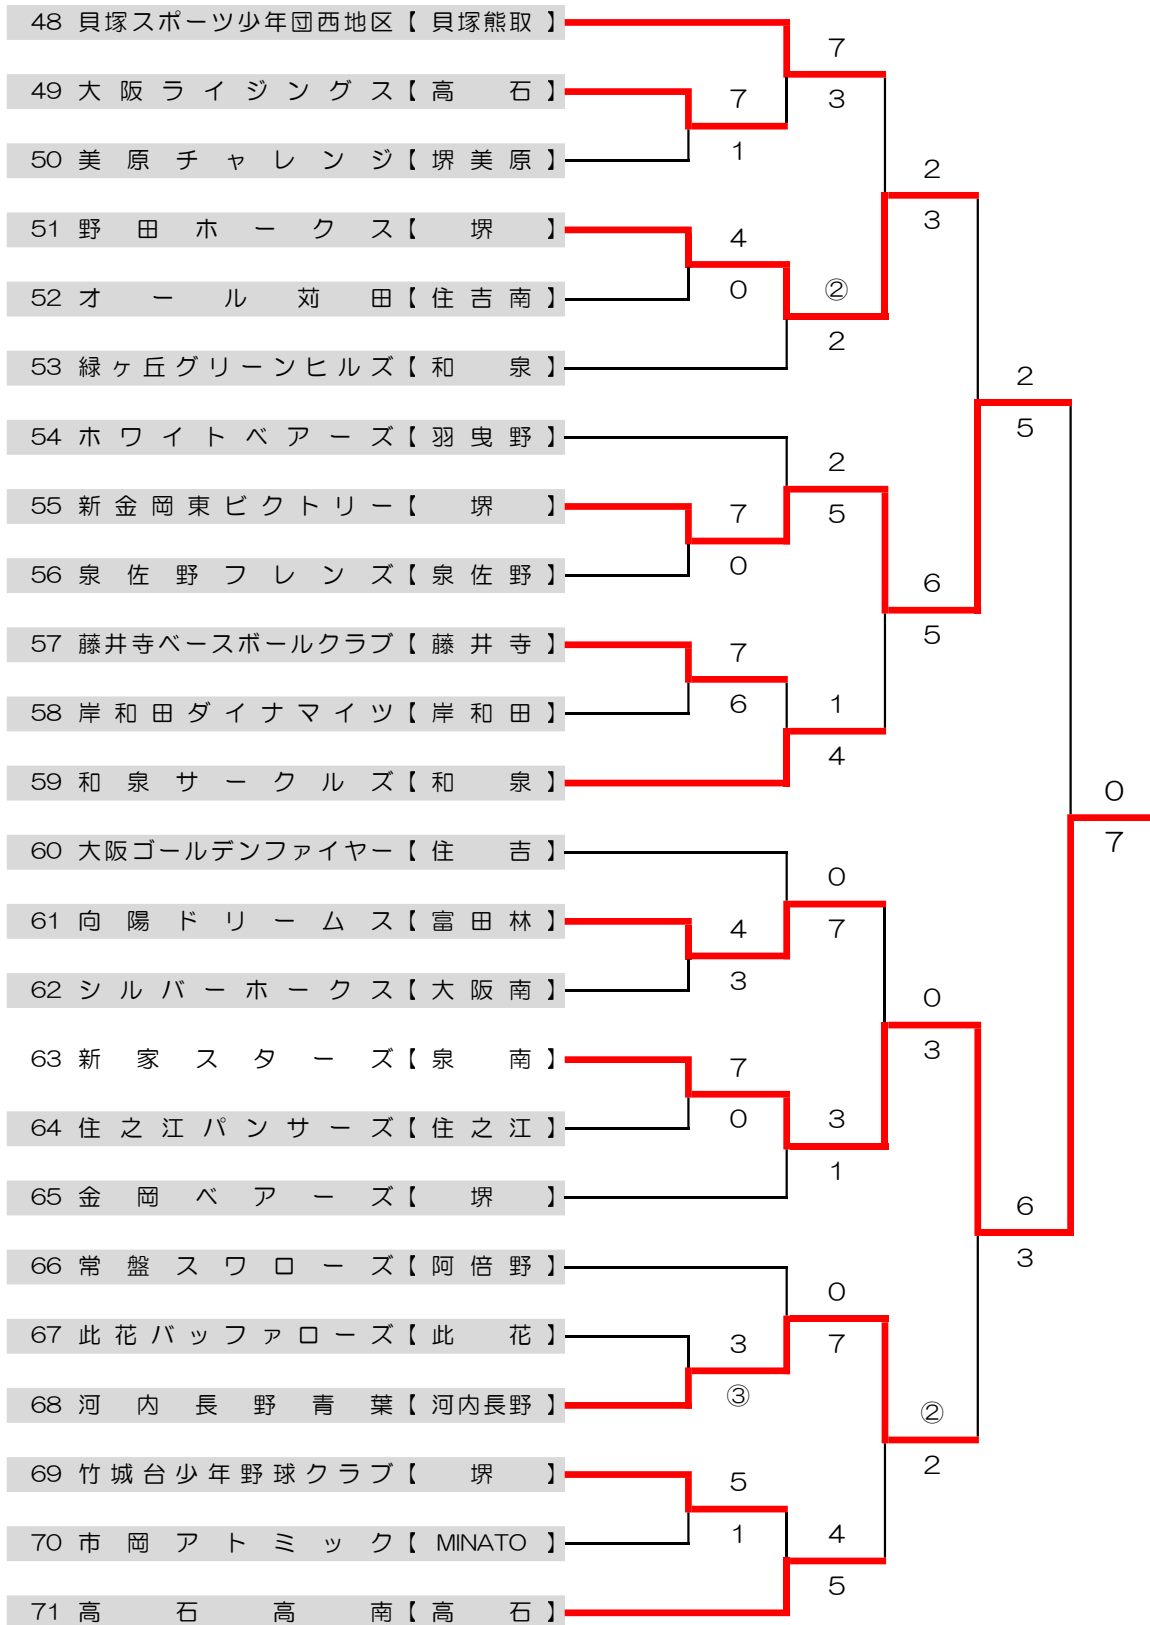 48 貝塚スポーツ少年団西地区【 貝塚熊取 】
7
49 大阪ライジングス【 高石 】
7
3
1
50 美原チャレンジ【 堺美原 】
2
51 野田ホークス【 堺 】
3
4
52 オール苅田【 住吉南 】
0
②
2
53 緑ヶ丘グリーンヒルズ【 和泉 】
2
54 ホワイトベアーズ【 羽曳野 】
5
2
55 新金岡東ビクトリー【 堺 】
7
5
0
56 泉佐野フレンズ【 泉佐野 】
6
57 藤井寺ベースボールクラブ【 藤井寺 】
5
7
58 岸和田ダイナマイツ【 岸和田 】
6
1
4
59 和泉サークルズ【 和泉 】
0
60 大阪ゴールデンファイヤー【 住吉 】
7
0
61 向陽ドリームス【 富田林 】
4
7
3
62 シルバーホークス【 大阪南 】
0
63 新家スターズ【 泉南 】
3
7
64 住之江パンサーズ【 住之江 】
0
3
1
65 金岡ベアーズ【 堺 】
6
66 常盤スワローズ【 阿倍野 】
3
0
67 此花バッファローズ【 此花 】
3
7
③
68 河内長野青葉【 河内長野 】
②
69 竹城台少年野球クラブ【 堺 】
2
5
70 市岡アトミック【 MINATO 】
1
4
5
71 高石高南【 高石 】